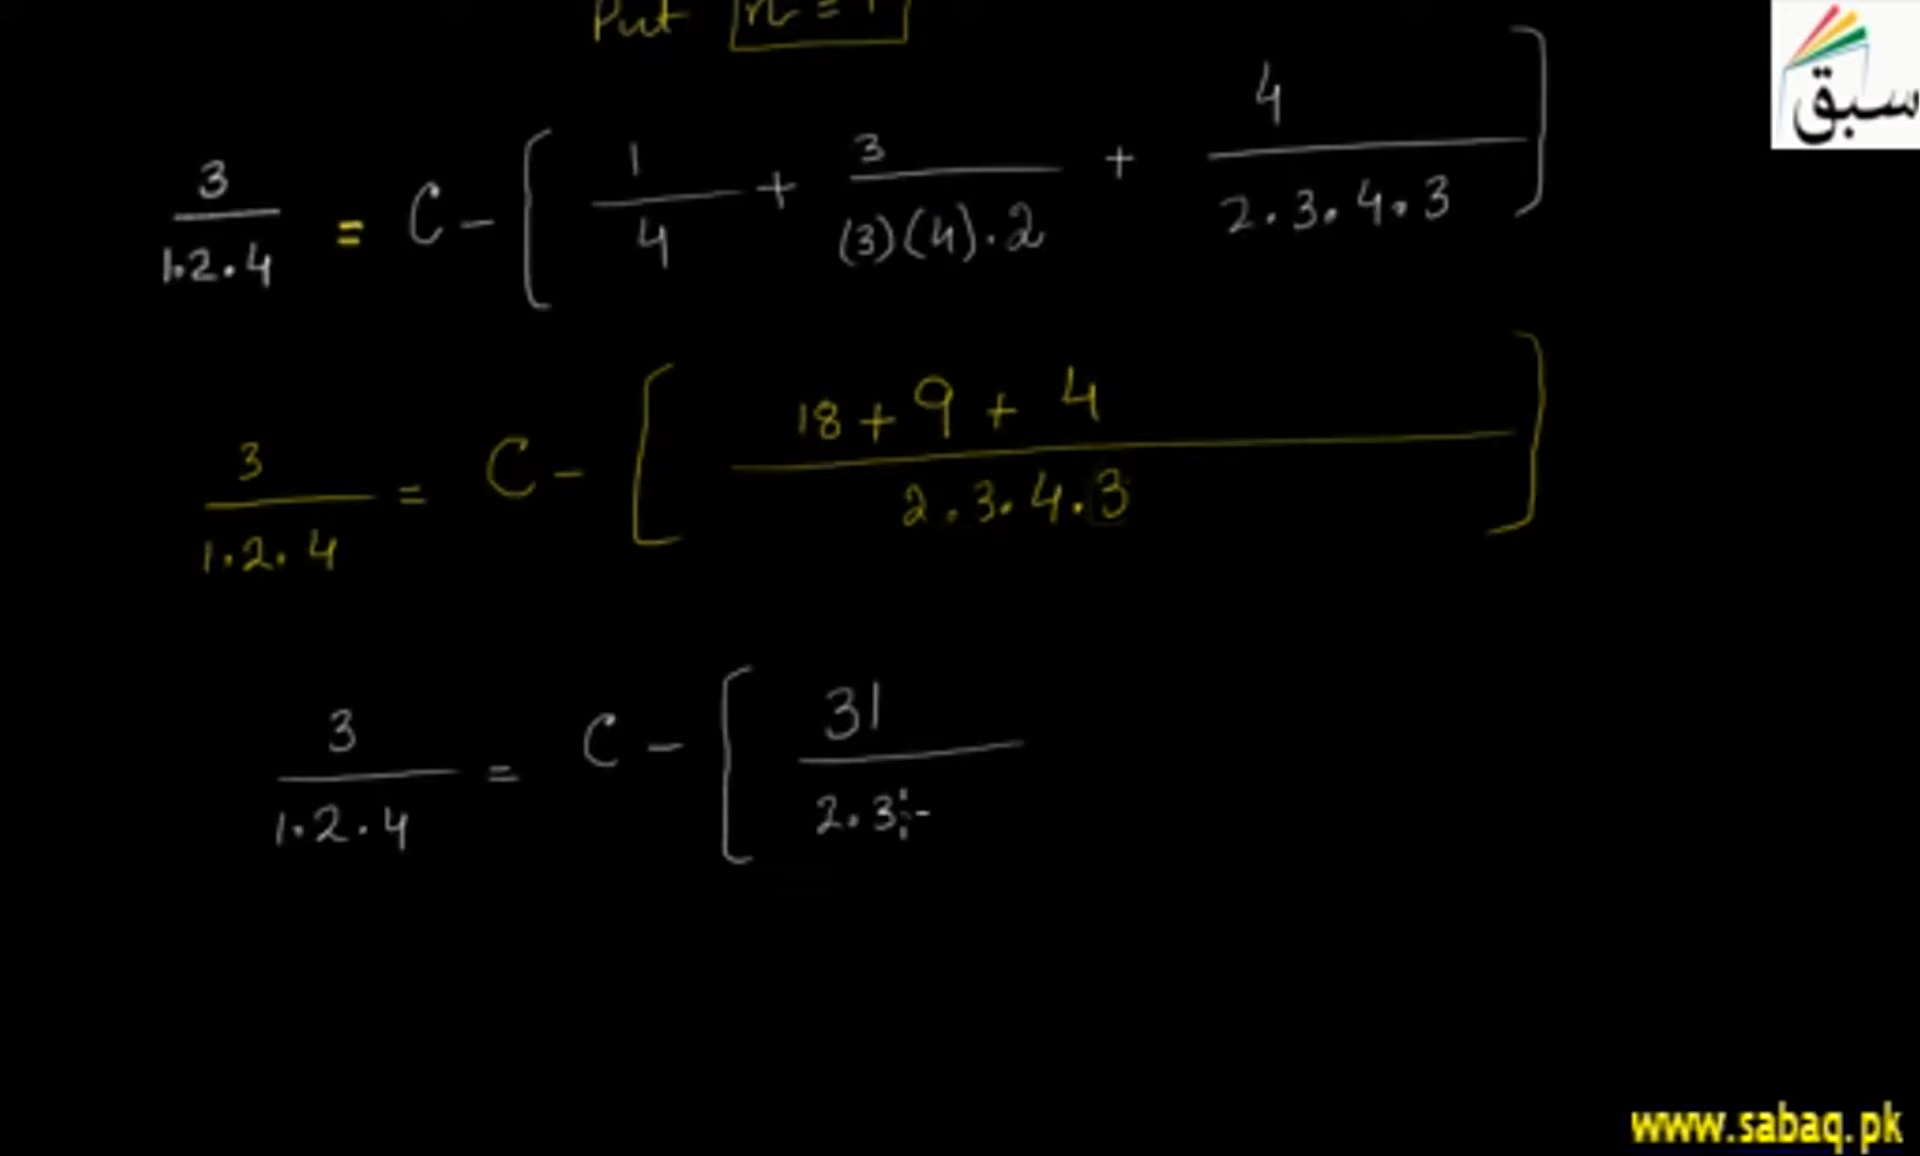 Put n = 1
سبق
3/(1.2.4) = C - [ 1/4 + 3/((3)(4).2) + 4/(2.3.4.3) ]
3/(1.2.4) = C - [ (18 + 9 + 4)/(2.3.4.3) ]
3/(1.2.4) = C - [ 31/(2.3.
www.sabaq.pk